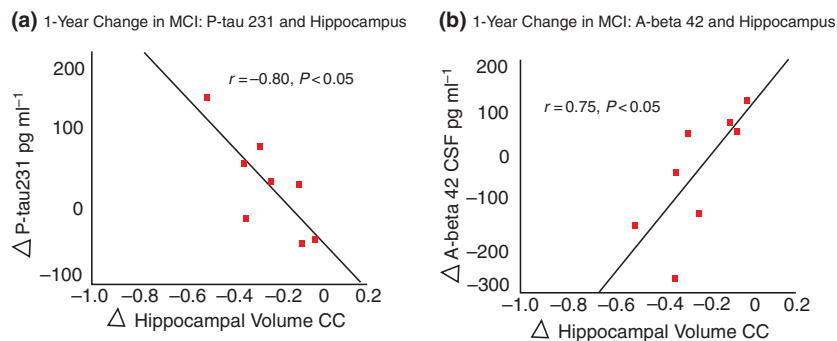 (a) 1-Year Change in MCI: P-tau 231 and Hippocampus
r = –0.80, P < 0.05
Δ P-tau231 pg ml⁻¹
200
100
0
–100
–1.0 –0.8 –0.6 –0.4 –0.2 0 0.2
Δ Hippocampal Volume CC
(b) 1-Year Change in MCI: A-beta 42 and Hippocampus
r = 0.75, P < 0.05
Δ A-beta 42 CSF pg ml⁻¹
200
100
0
–100
–200
–300
–1.0 –0.8 –0.6 –0.4 –0.2 0 0.2
Δ Hippocampal Volume CC